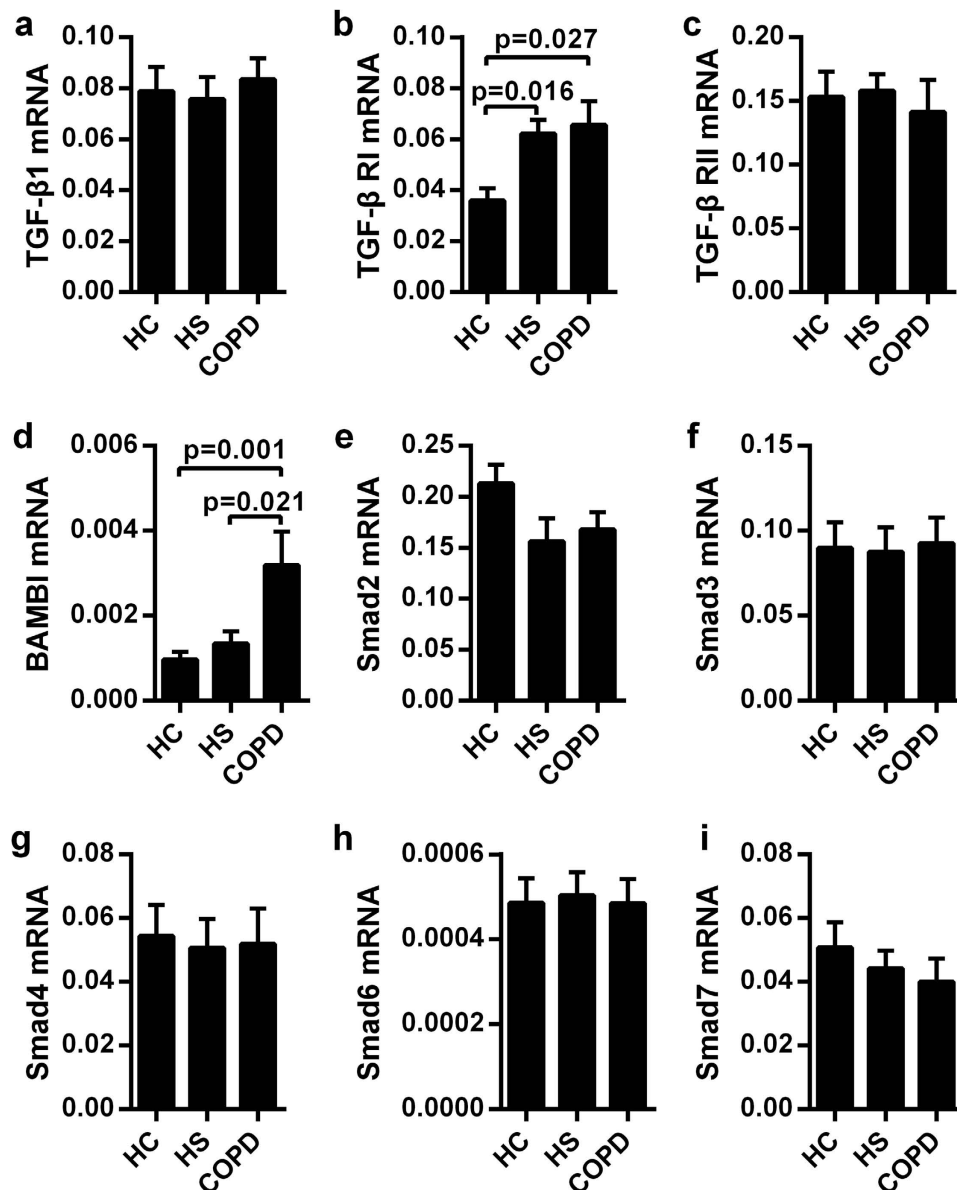 a
TGF-β1 mRNA
0.10
0.08
0.06
0.04
0.02
0.00
HC
HS
COPD
b
TGF-β RI mRNA
0.10
0.08
0.06
0.04
0.02
0.00
p=0.027
p=0.016
HC
HS
COPD
c
TGF-β RII mRNA
0.20
0.15
0.10
0.05
0.00
HC
HS
COPD
d
BAMBI mRNA
0.006
0.004
0.002
0.000
p=0.001
p=0.021
HC
HS
COPD
e
Smad2 mRNA
0.25
0.20
0.15
0.10
0.05
0.00
HC
HS
COPD
f
Smad3 mRNA
0.15
0.10
0.05
0.00
HC
HS
COPD
g
Smad4 mRNA
0.08
0.06
0.04
0.02
0.00
HC
HS
COPD
h
Smad6 mRNA
0.0006
0.0004
0.0002
0.0000
HC
HS
COPD
i
Smad7 mRNA
0.08
0.06
0.04
0.02
0.00
HC
HS
COPD